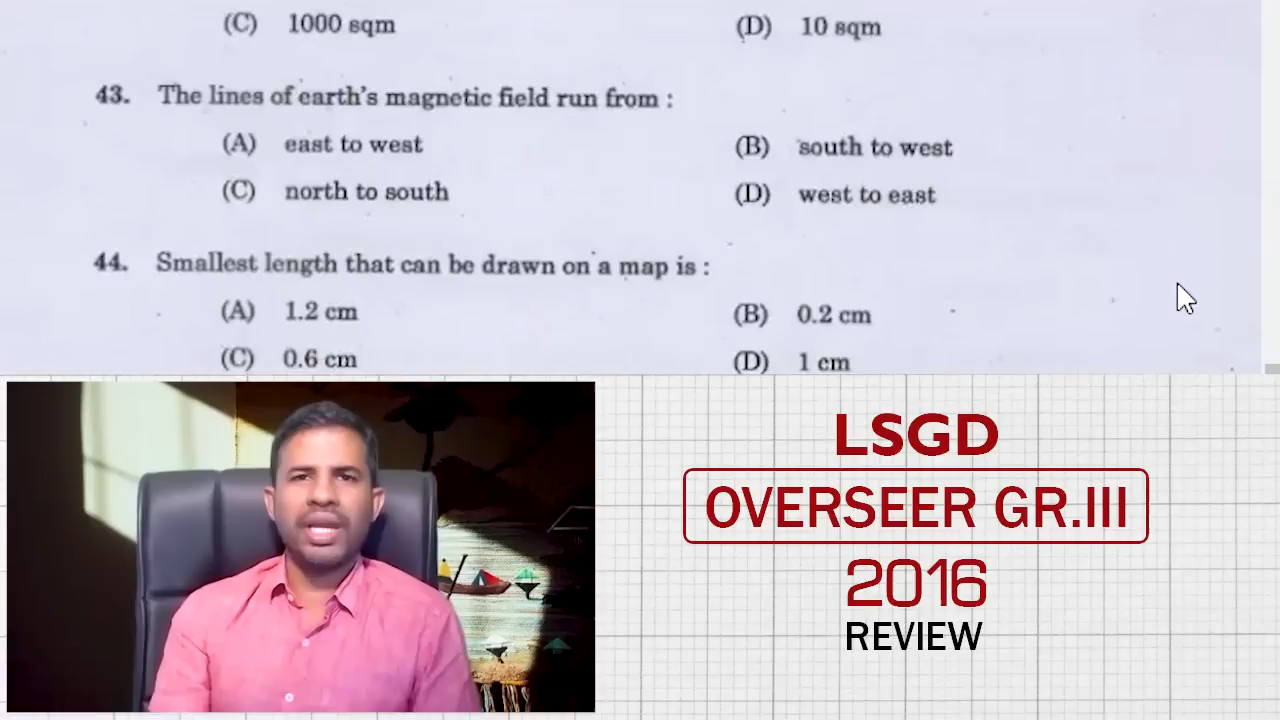 (C) 1000 sqm (D) 10 sqm
43. The lines of earth's magnetic field run from :
(A) east to west (B) south to west
(C) north to south (D) west to east
44. Smallest length that can be drawn on a map is :
(A) 1.2 cm (B) 0.2 cm
(C) 0.6 cm (D) 1 cm
LSGD
OVERSEER GR.III
2016
REVIEW